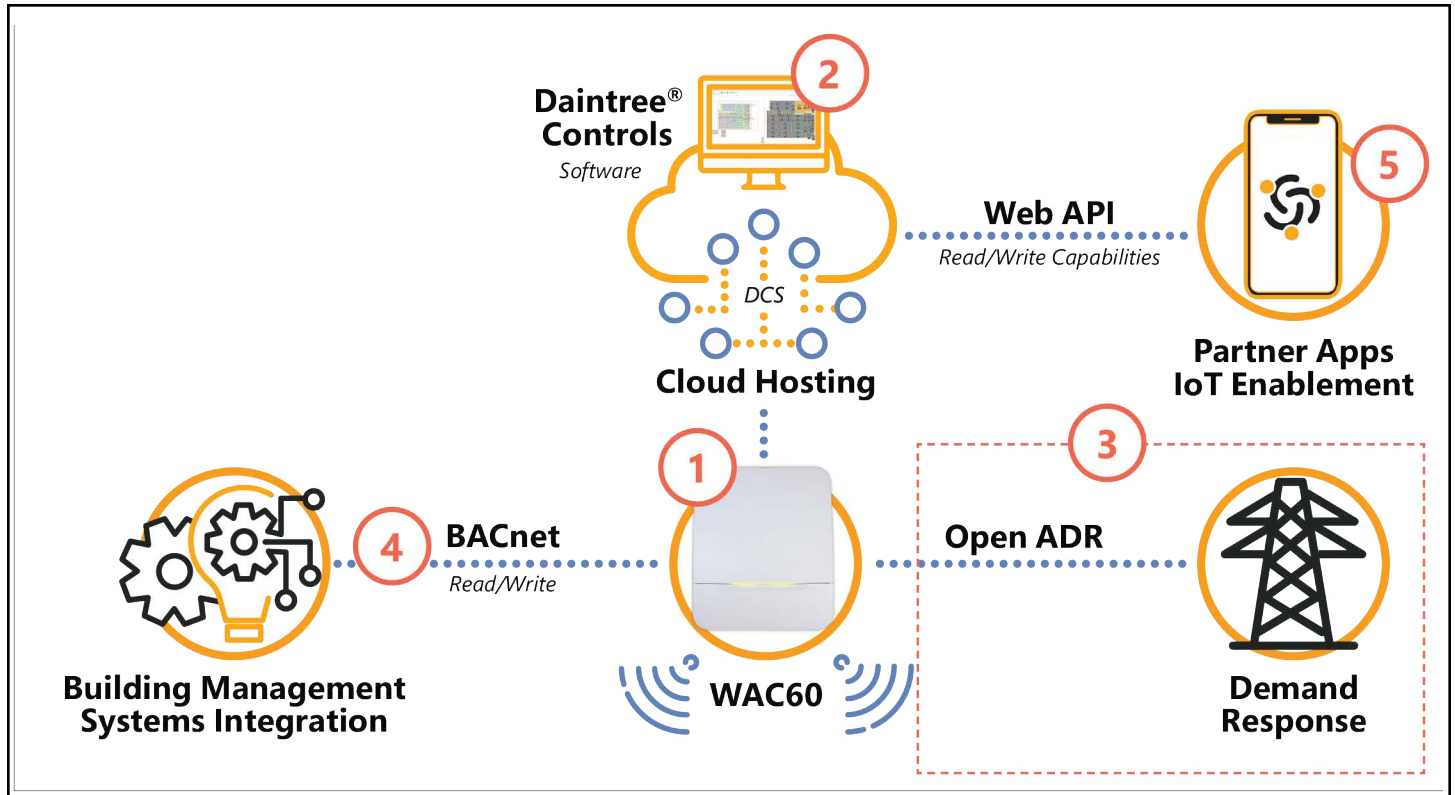 2
Daintree®
Controls
Software
5
Web API
Read/Write Capabilities
DCS
Partner Apps
IoT Enablement
Cloud Hosting
3
1
4
BACnet
Read/Write
Open ADR
Building Management
Systems Integration
WAC60
Demand
Response